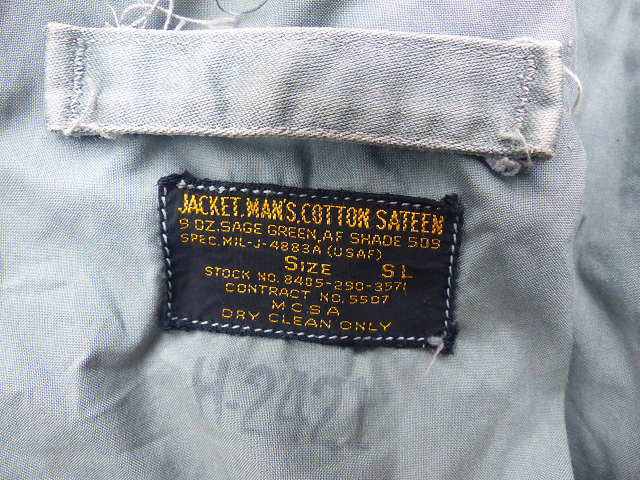 JACKET, MAN'S, COTTON SATEEN
9 OZ. SAGE GREEN, AF SHADE 509
SPEC. MIL-J-4883A (USAF)
SIZE SL
STOCK NO. 8405-290-3571
CONTRACT NO. 5507
MCSA
DRY CLEAN ONLY
H-2421